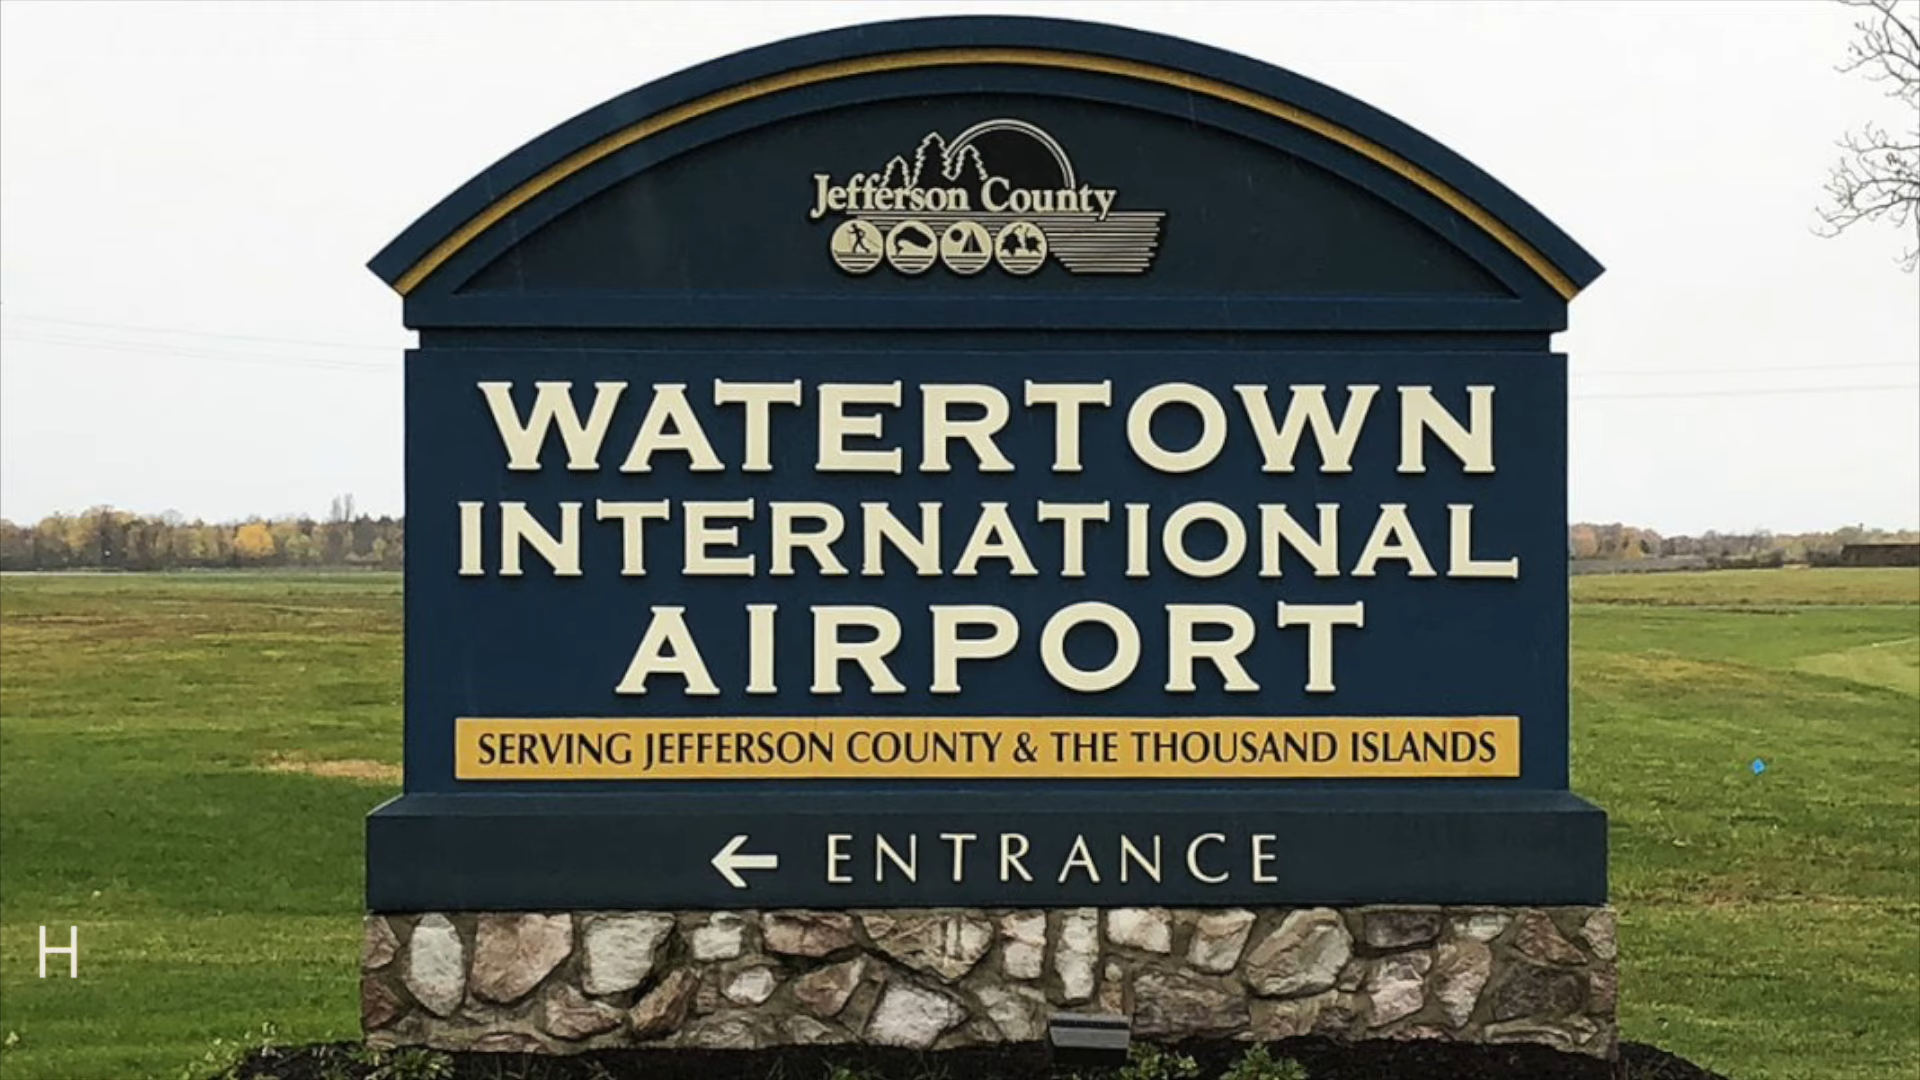 Jefferson County
WATERTOWN
INTERNATIONAL
AIRPORT
SERVING JEFFERSON COUNTY & THE THOUSAND ISLANDS
← ENTRANCE
H